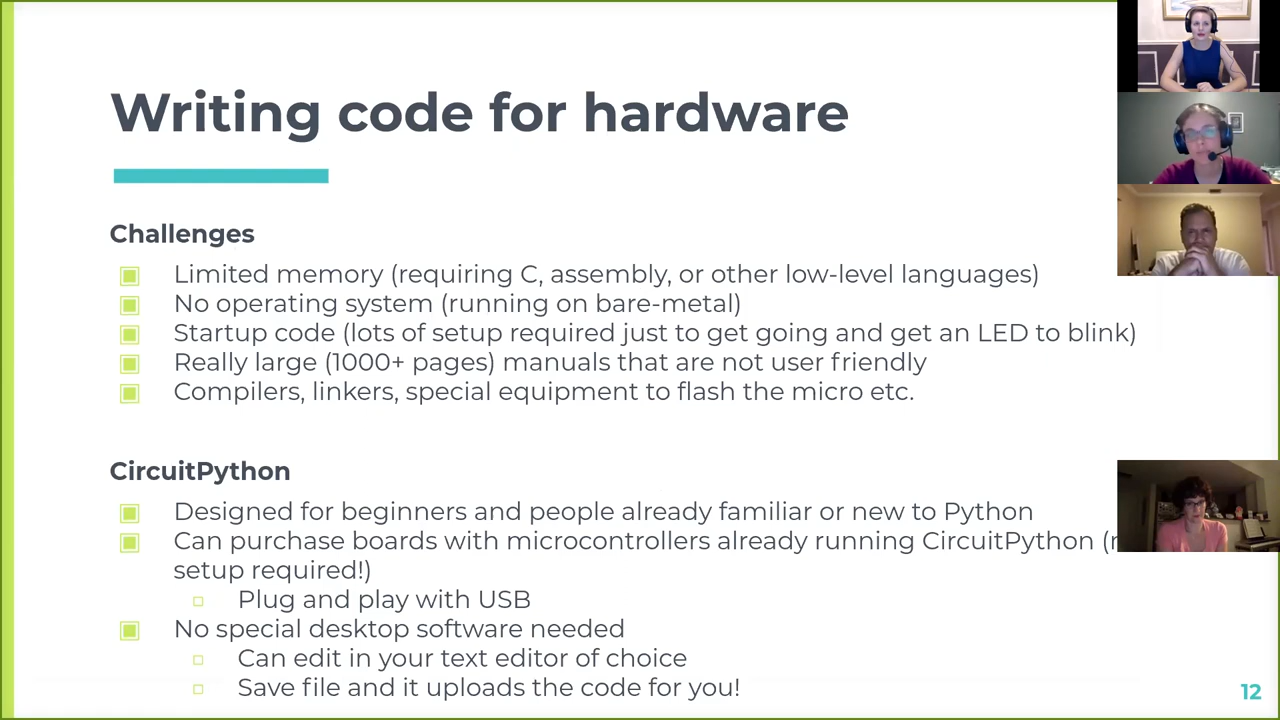 Writing code for hardware
Challenges
Limited memory (requiring C, assembly, or other low-level languages)
No operating system (running on bare-metal)
Startup code (lots of setup required just to get going and get an LED to blink)
Really large (1000+ pages) manuals that are not user friendly
Compilers, linkers, special equipment to flash the micro etc.
CircuitPython
Designed for beginners and people already familiar or new to Python
Can purchase boards with microcontrollers already running CircuitPython (
setup required!)
Plug and play with USB
No special desktop software needed
Can edit in your text editor of choice
Save file and it uploads the code for you!
12